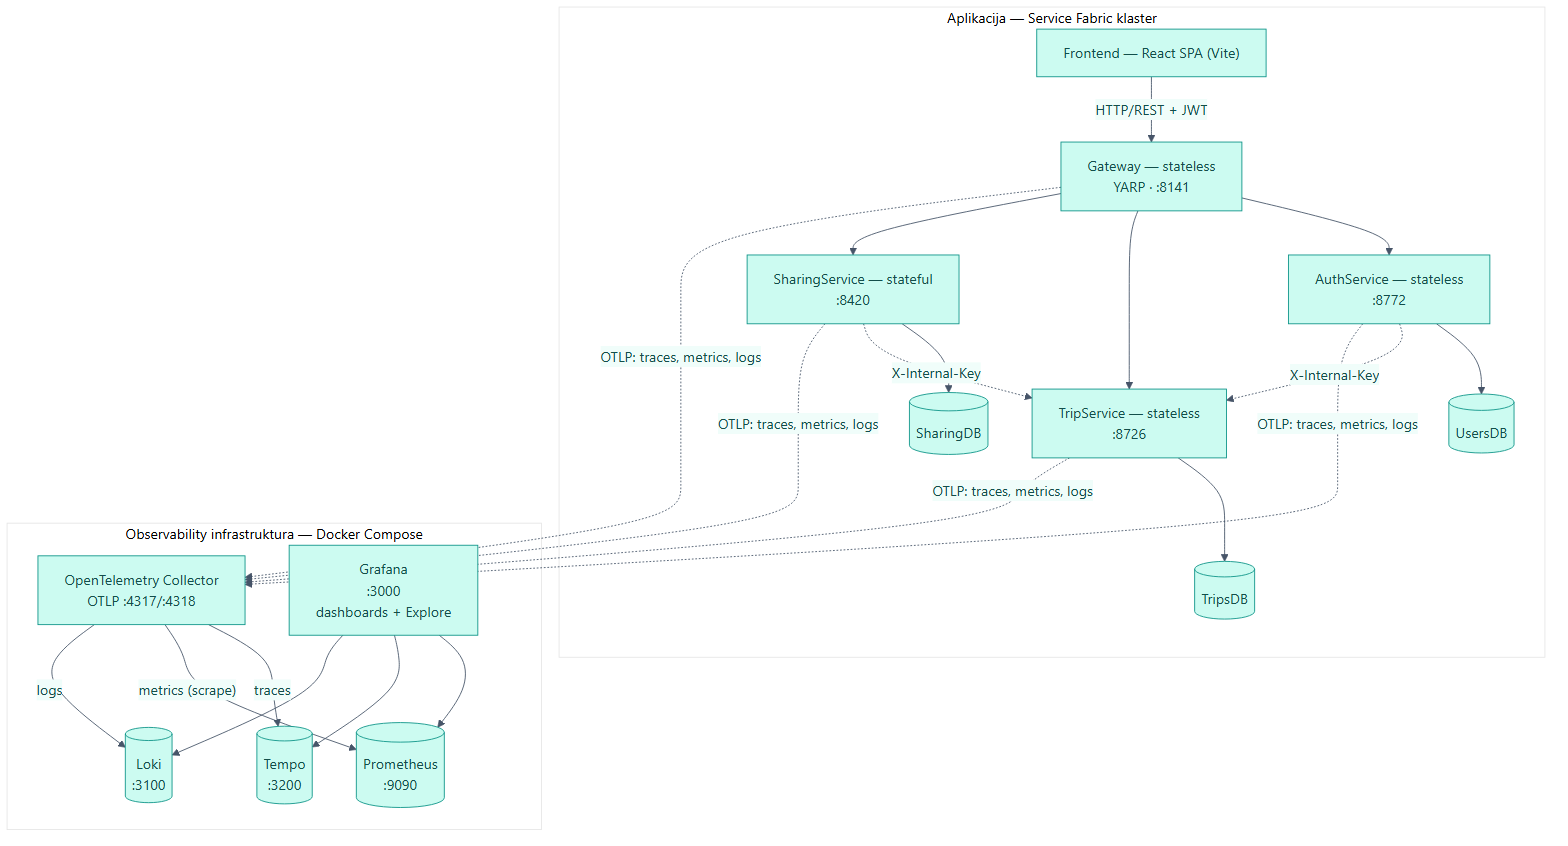 Aplikacija — Service Fabric klaster
Frontend — React SPA (Vite)
HTTP/REST + JWT
Gateway — stateless
YARP · :8141
SharingService — stateful
:8420
AuthService — stateless
:8772
OTLP: traces, metrics, logs
X-Internal-Key
X-Internal-Key
OTLP: traces, metrics, logs
SharingDB
TripService — stateless
:8726
OTLP: traces, metrics, logs
UsersDB
OTLP: traces, metrics, logs
TripsDB
Observability infrastruktura — Docker Compose
OpenTelemetry Collector
OTLP :4317/:4318
Grafana
:3000
dashboards + Explore
logs
metrics (scrape)
traces
Loki
:3100
Tempo
:3200
Prometheus
:9090